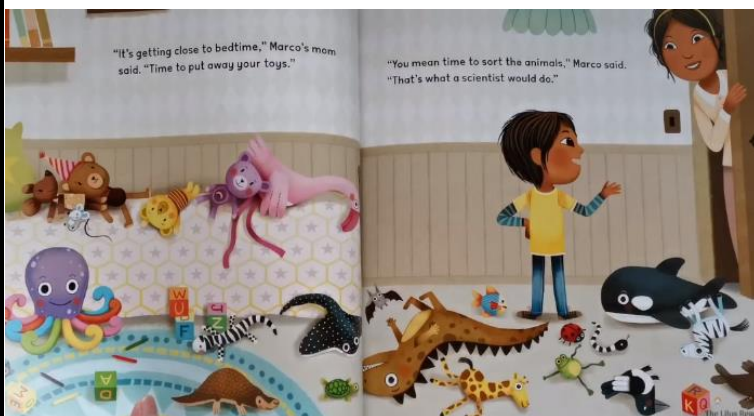 "It's getting close to bedtime," Marco's mom
said. "Time to put away your toys."
"You mean time to sort the animals," Marco said.
"That's what a scientist would do."
W
U
F
N
A
D
M
E
K